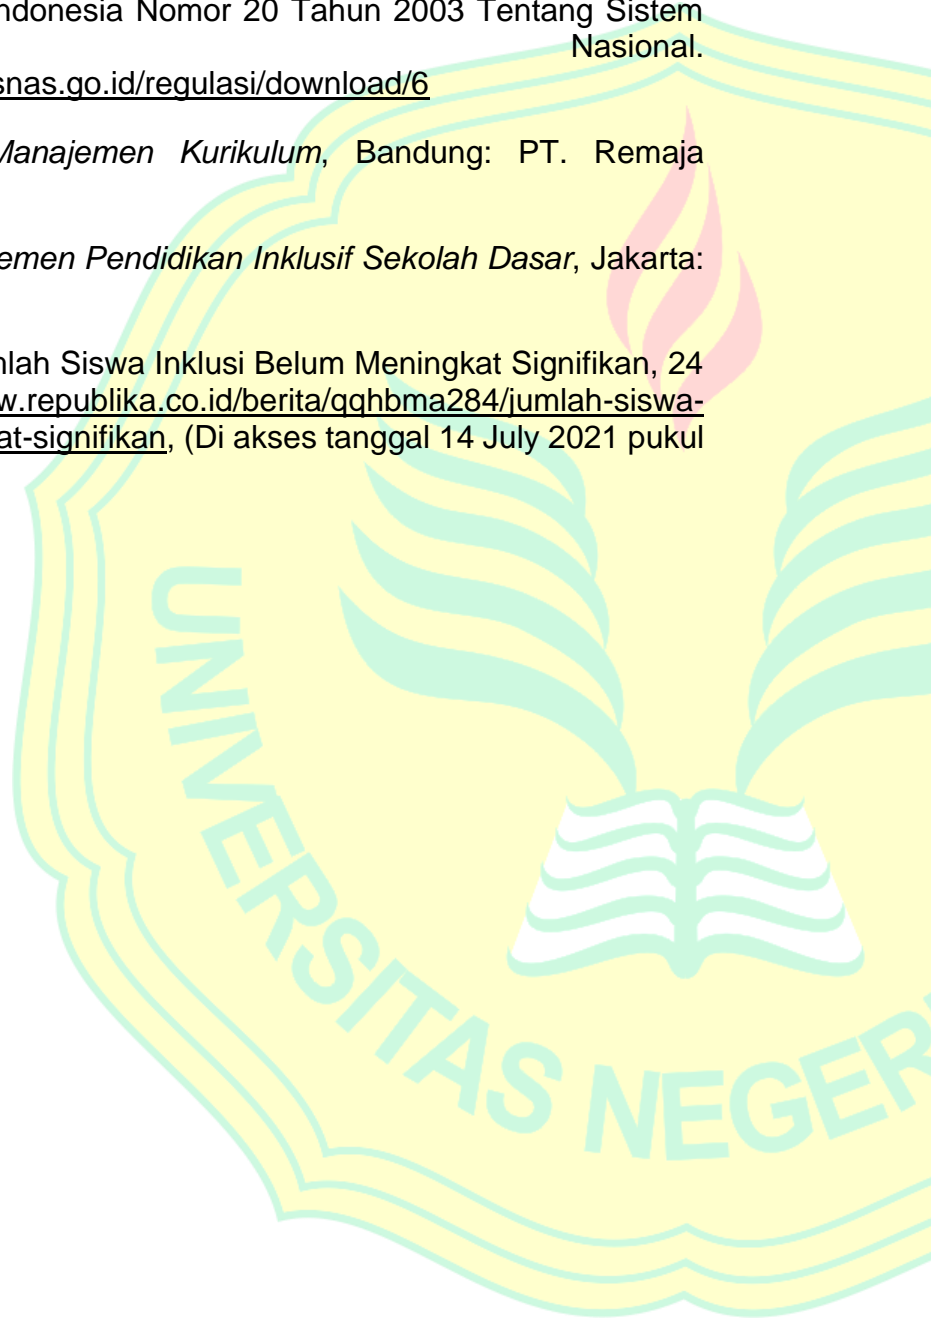 ndonesia Nomor 20 Tahun 2003 Tentang Sistem
Nasional.
snas.go.id/regulasi/download/6
Manajemen Kurikulum, Bandung: PT. Remaja
emen Pendidikan Inklusif Sekolah Dasar, Jakarta:
nlah Siswa Inklusi Belum Meningkat Signifikan, 24
w.republika.co.id/berita/qqhbma284/jumlah-siswa-
at-signifikan, (Di akses tanggal 14 July 2021 pukul
UNIVERSITAS NEGER